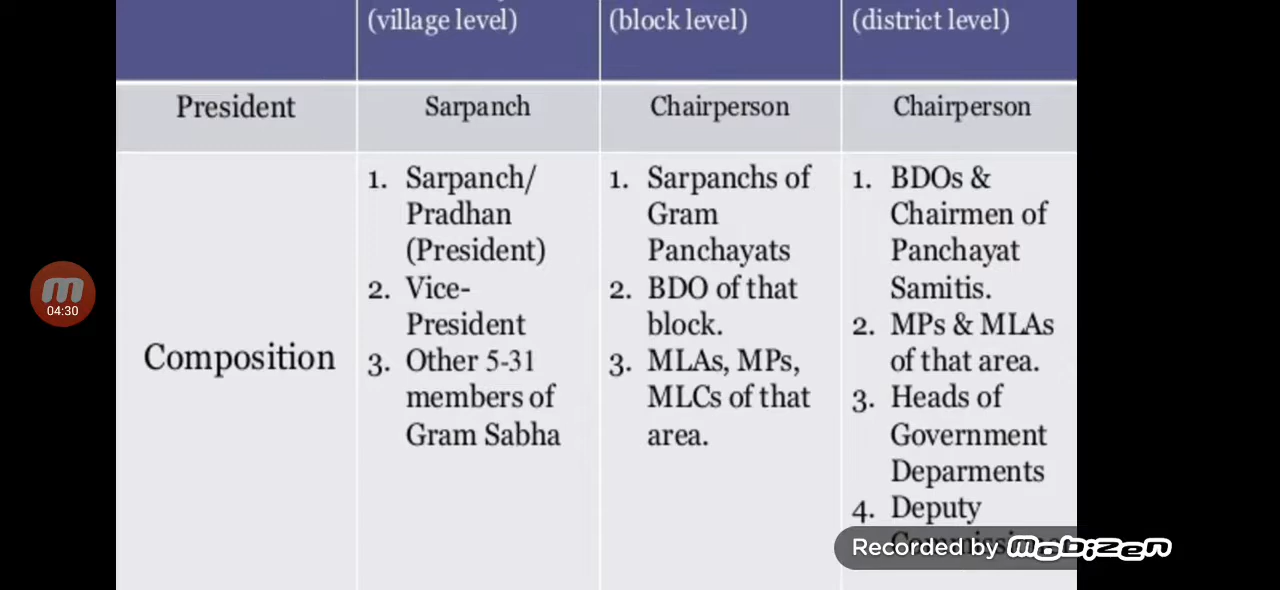 (village level)
(block level)
(district level)
President
Sarpanch
Chairperson
Chairperson
Composition
1. Sarpanch/
Pradhan
(President)
2. Vice-
President
3. Other 5-31
members of
Gram Sabha
1. Sarpanchs of
Gram
Panchayats
2. BDO of that
block.
3. MLAs, MPs,
MLCs of that
area.
1. BDOs &
Chairmen of
Panchayat
Samitis.
2. MPs & MLAs
of that area.
3. Heads of
Government
Deparments
4. Deputy
04:30
Recorded by MOBIZEN